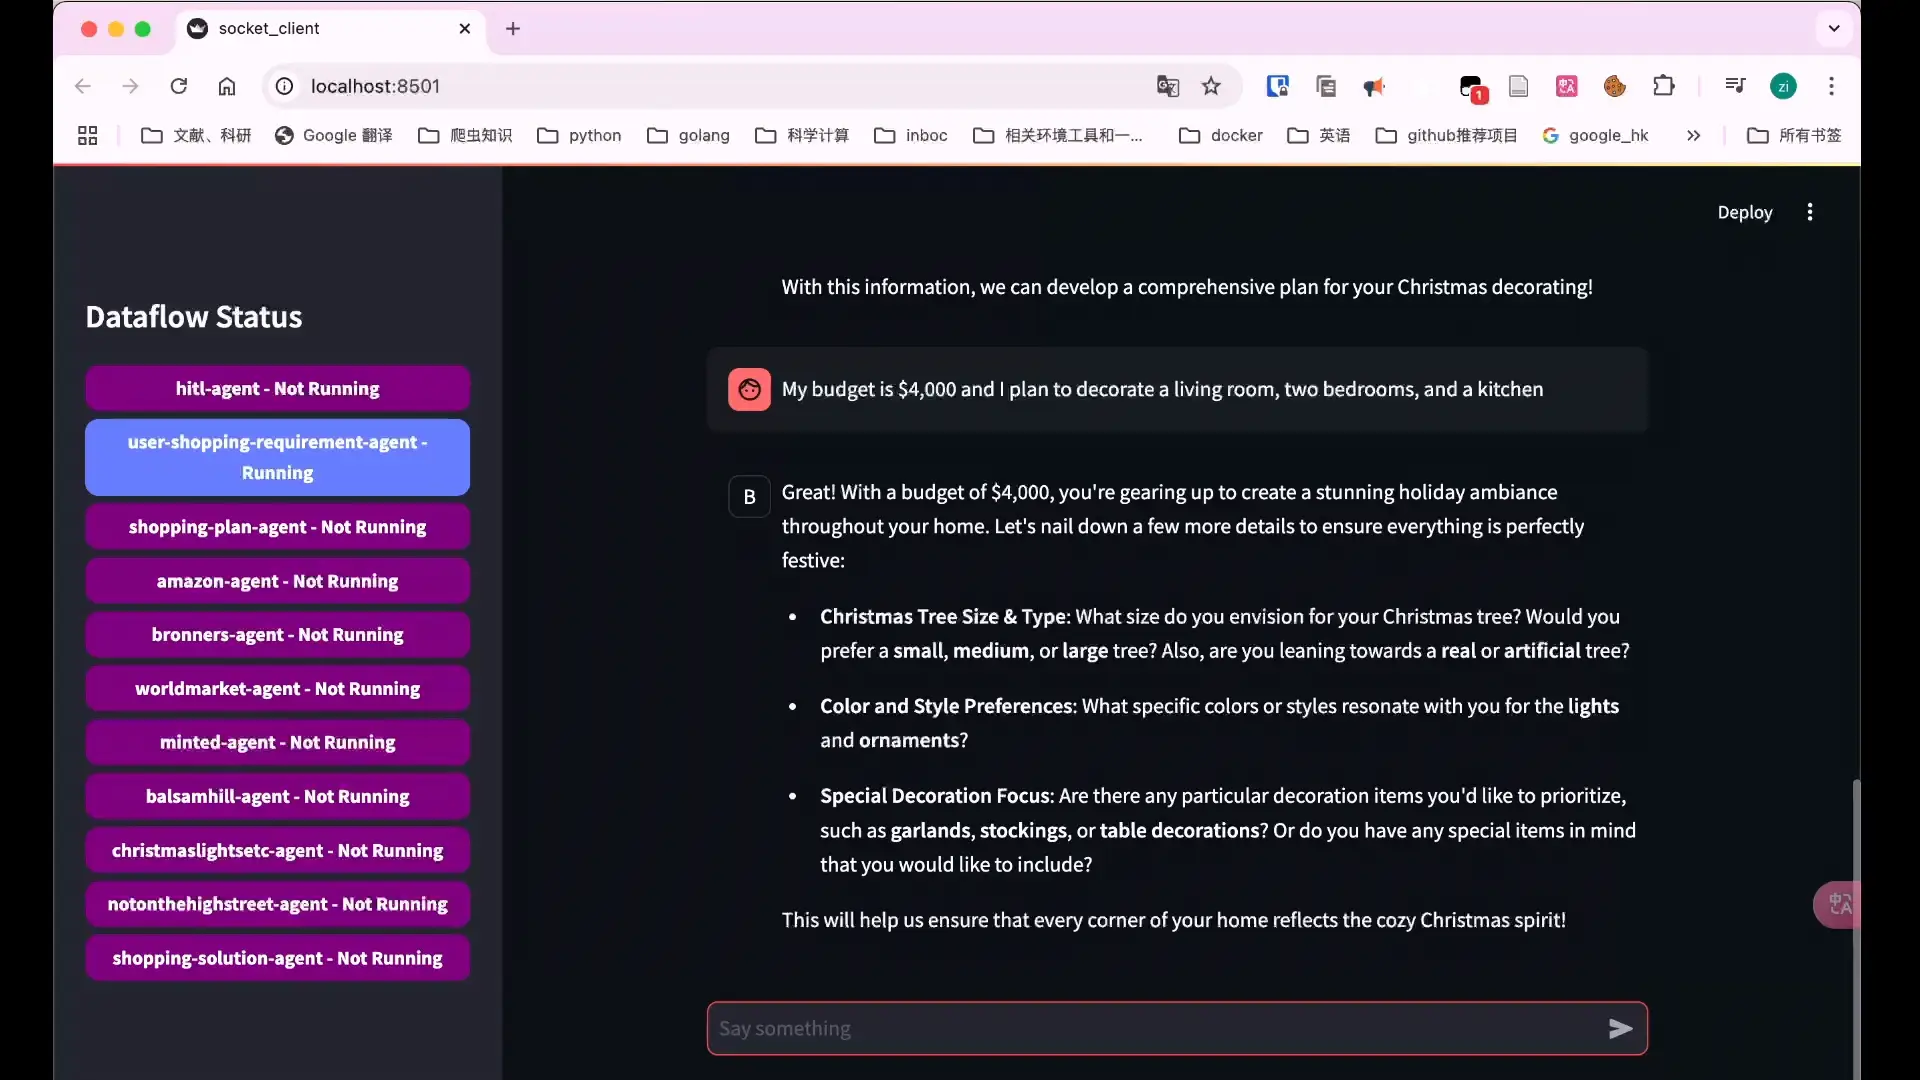 socket_client
localhost:8501
1
zi
文献、科研
Google 翻译
爬虫知识
python
golang
科学计算
inboc
相关环境工具和一...
docker
英语
github推荐项目
google_hk
所有书签
Deploy
Dataflow Status
hitl-agent - Not Running
user-shopping-requirement-agent -
Running
shopping-plan-agent - Not Running
amazon-agent - Not Running
bronners-agent - Not Running
worldmarket-agent - Not Running
minted-agent - Not Running
balsamhill-agent - Not Running
christmaslightsetc-agent - Not Running
notonthehighstreet-agent - Not Running
shopping-solution-agent - Not Running
With this information, we can develop a comprehensive plan for your Christmas decorating!
My budget is $4,000 and I plan to decorate a living room, two bedrooms, and a kitchen
B
Great! With a budget of $4,000, you're gearing up to create a stunning holiday ambiance
throughout your home. Let's nail down a few more details to ensure everything is perfectly
festive:
• Christmas Tree Size & Type: What size do you envision for your Christmas tree? Would you
prefer a small, medium, or large tree? Also, are you leaning towards a real or artificial tree?
• Color and Style Preferences: What specific colors or styles resonate with you for the lights
and ornaments?
• Special Decoration Focus: Are there any particular decoration items you'd like to prioritize,
such as garlands, stockings, or table decorations? Or do you have any special items in mind
that you would like to include?
This will help us ensure that every corner of your home reflects the cozy Christmas spirit!
Say something